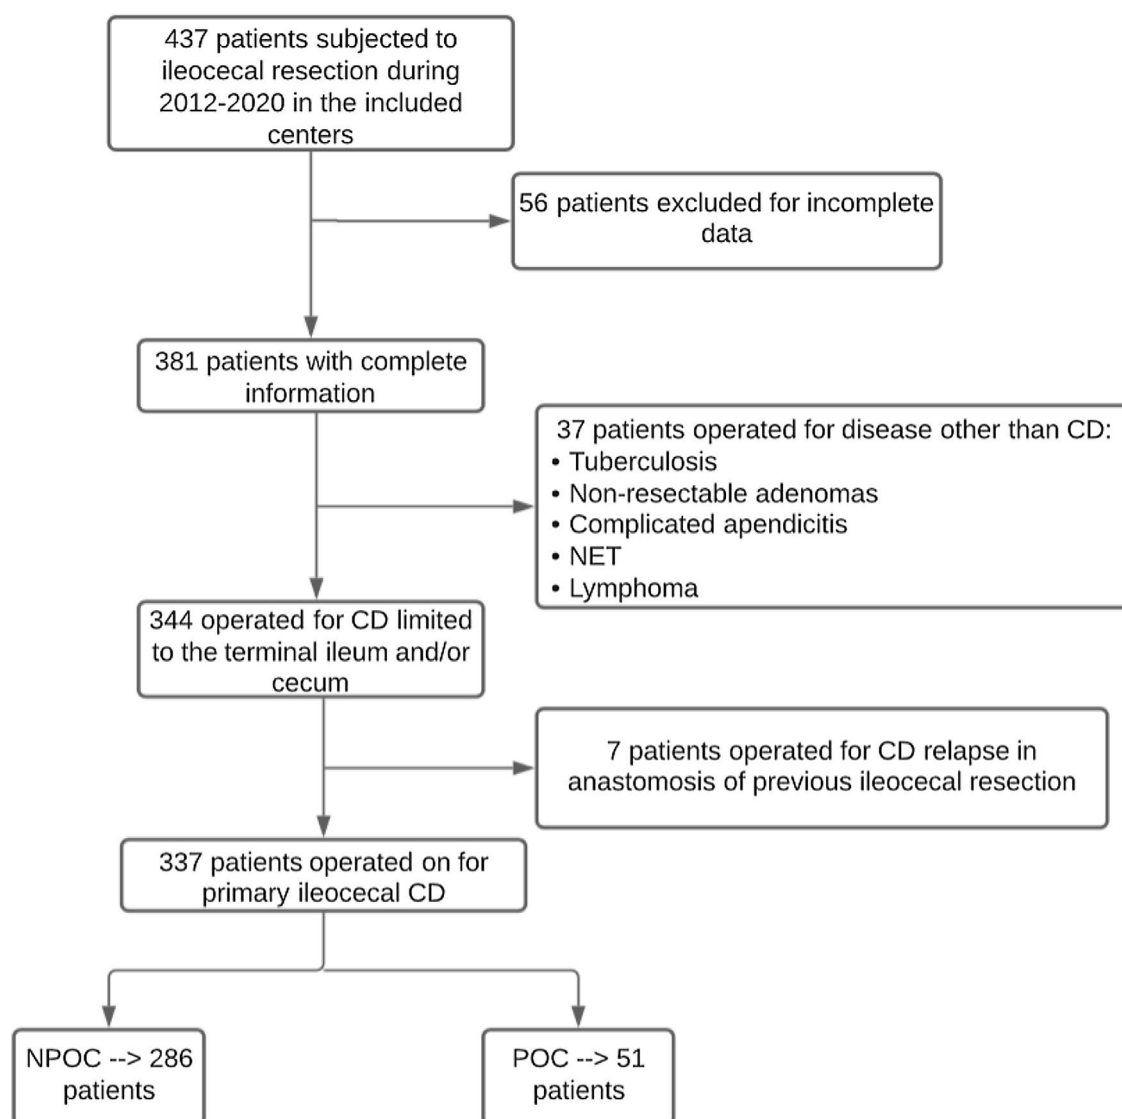 437 patients subjected to
ileocecal resection during
2012-2020 in the included
centers
56 patients excluded for incomplete
data
381 patients with complete
information
37 patients operated for disease other than CD:
• Tuberculosis
• Non-resectable adenomas
• Complicated apendicitis
• NET
• Lymphoma
344 operated for CD limited
to the terminal ileum and/or
cecum
7 patients operated for CD relapse in
anastomosis of previous ileocecal resection
337 patients operated on for
primary ileocecal CD
NPOC --> 286
patients
POC --> 51
patients